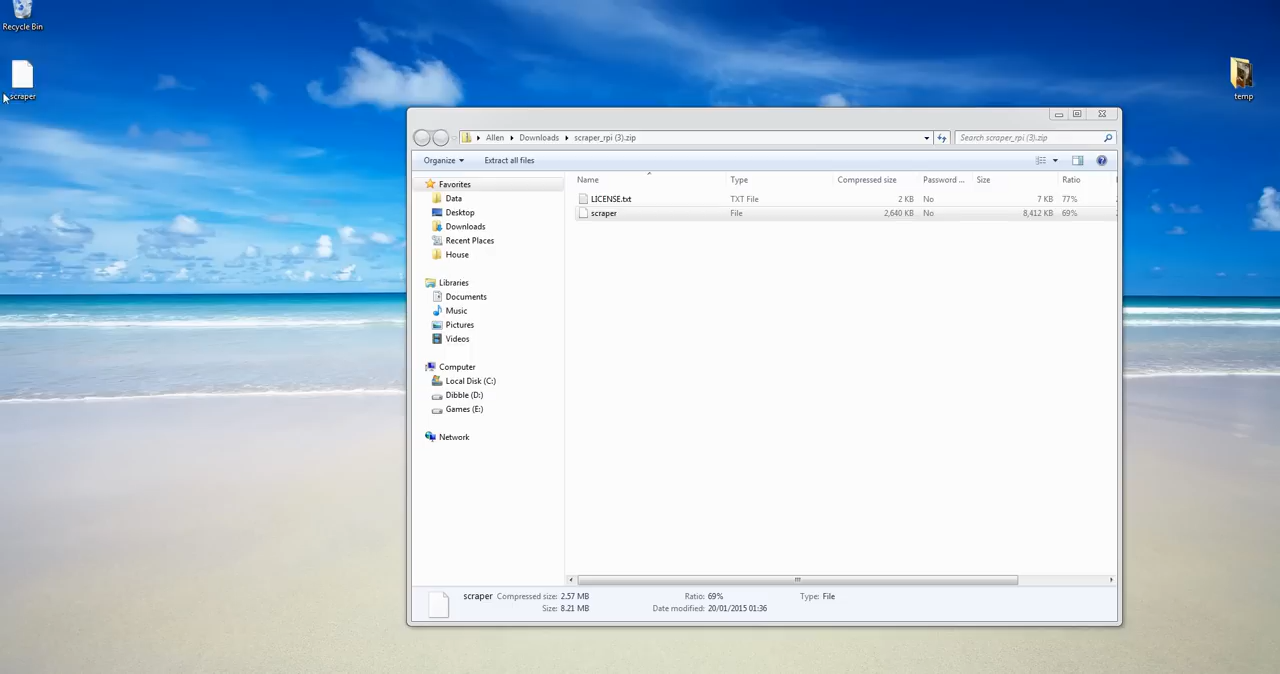 Recycle Bin
scraper
temp
Allen
Downloads
scraper_rpi (3).zip
Search scraper_rpi (3).zip
Organize
Extract all files
Favorites
Data
Desktop
Downloads
Recent Places
House
Libraries
Documents
Music
Pictures
Videos
Computer
Local Disk (C:)
Dibble (D:)
Games (E:)
Network
Name Type Compressed size Password ... Size Ratio
LICENSE.txt TXT File 2 KB No 7 KB 77%
scraper File 2,640 KB No 8,412 KB 69%
scraper Compressed size: 2.57 MB Ratio: 69% Type: File
Size: 8.21 MB Date modified: 20/01/2015 01:36